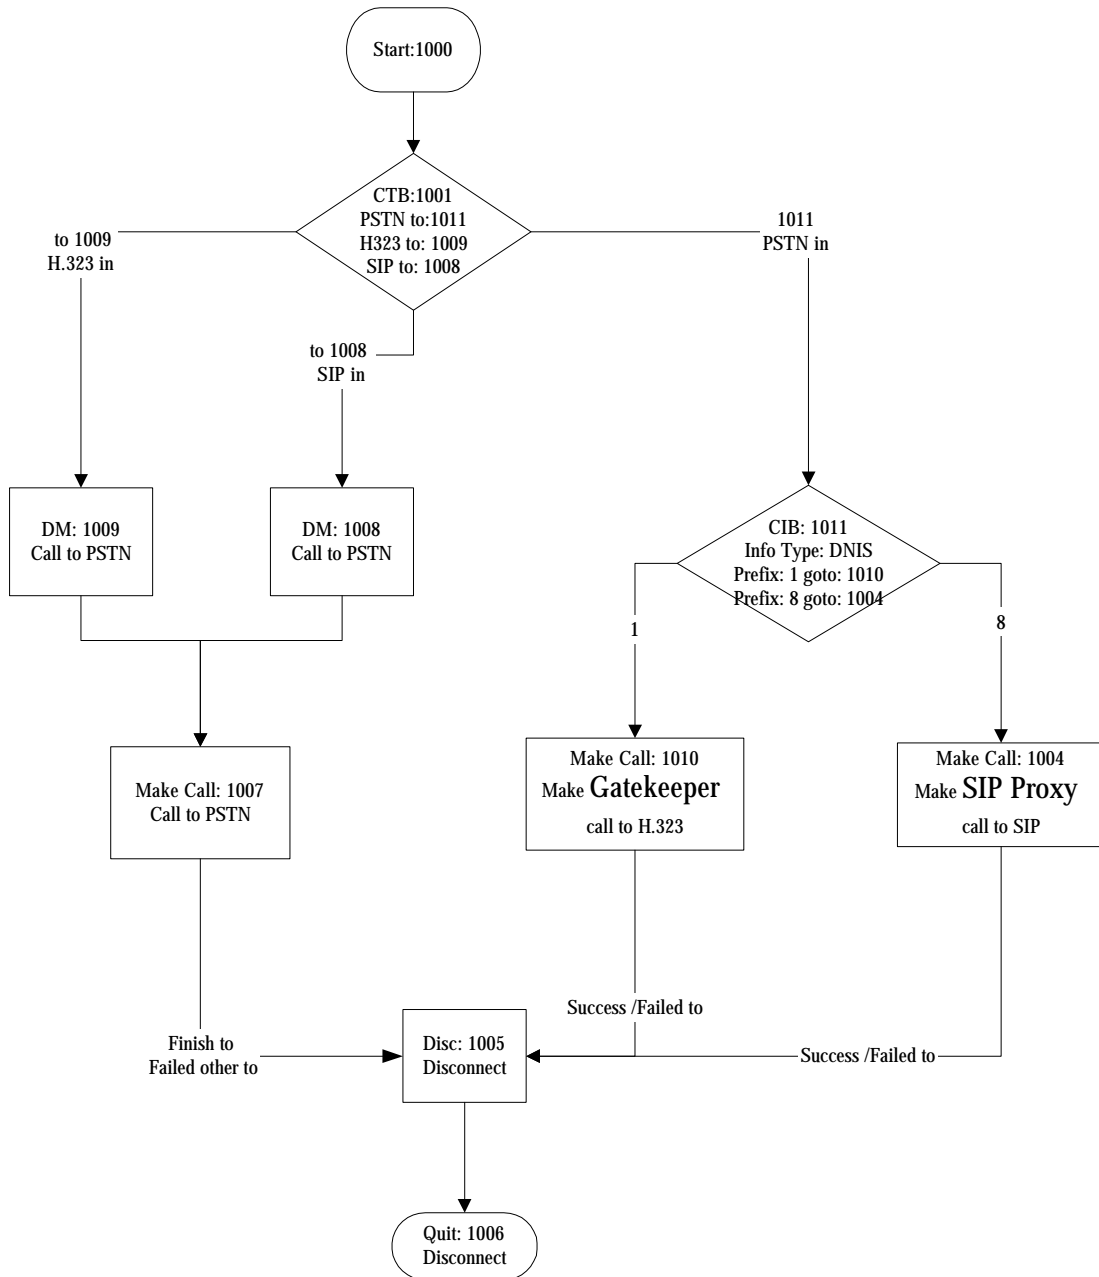 Start:1000
CTB:1001
PSTN to:1011
H323 to: 1009
SIP to: 1008
to 1009
H.323 in
1011
PSTN in
to 1008
SIP in
DM: 1009
Call to PSTN
DM: 1008
Call to PSTN
CIB: 1011
Info Type: DNIS
Prefix: 1 goto: 1010
Prefix: 8 goto: 1004
1
8
Make Call: 1007
Call to PSTN
Make Call: 1010
Make Gatekeeper
call to H.323
Make Call: 1004
Make SIP Proxy
call to SIP
Success /Failed to
Finish to
Failed other to
Disc: 1005
Disconnect
Success /Failed to
Quit: 1006
Disconnect